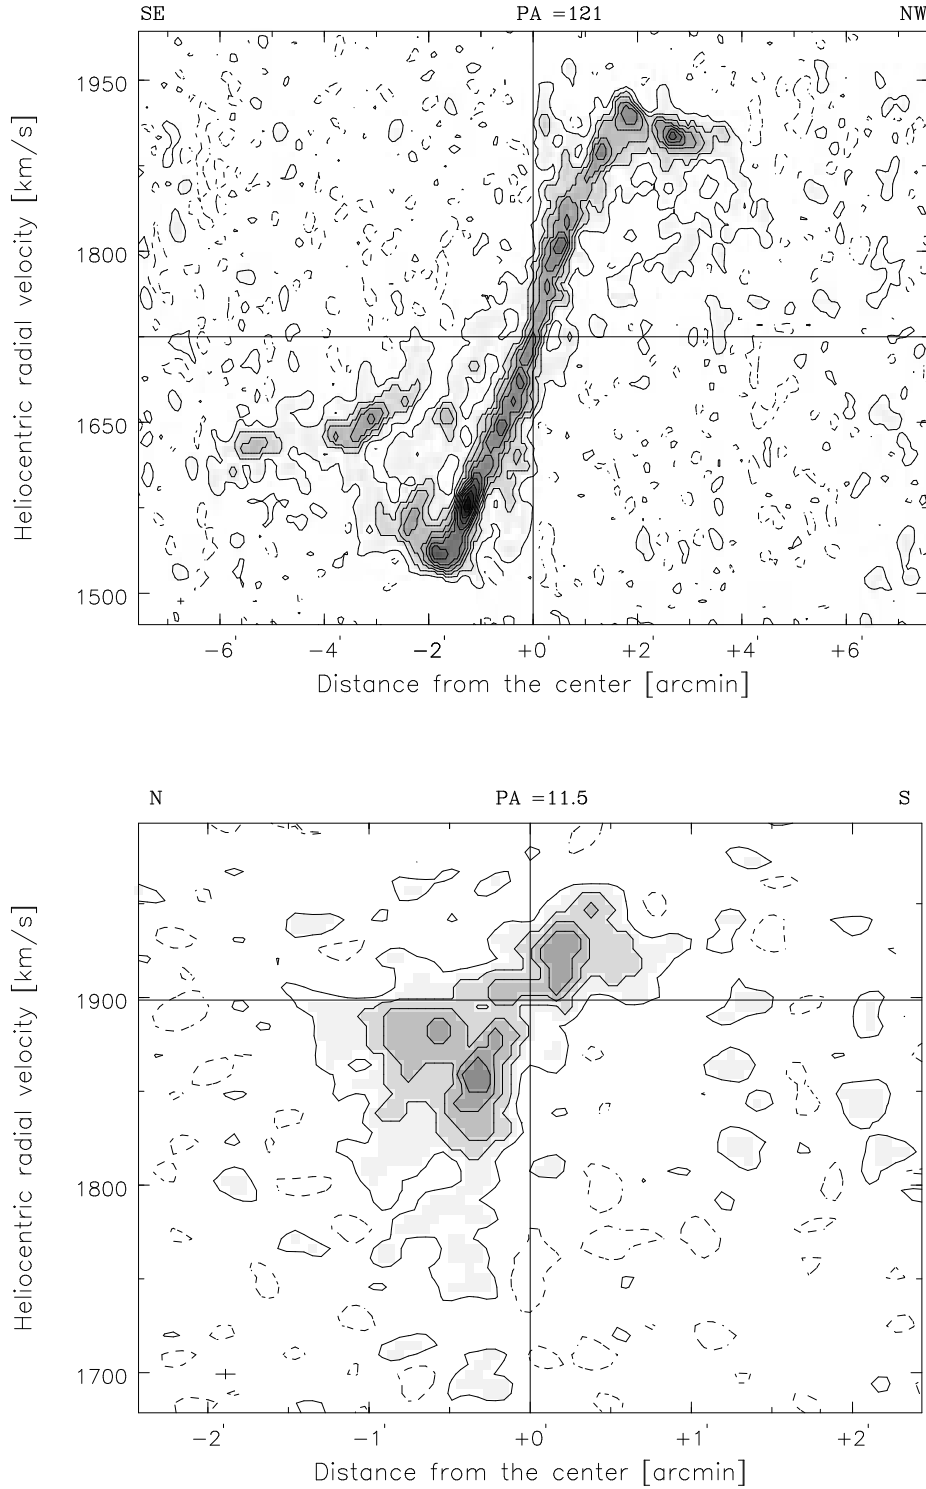 SE PA =121 NW
1950
1800
1650
1500
Heliocentric radial velocity [km/s]
-6' -4' -2' +0' +2' +4' +6'
Distance from the center [arcmin]
N PA =11.5 S
1900
1800
1700
Heliocentric radial velocity [km/s]
-2' -1' +0' +1' +2'
Distance from the center [arcmin]